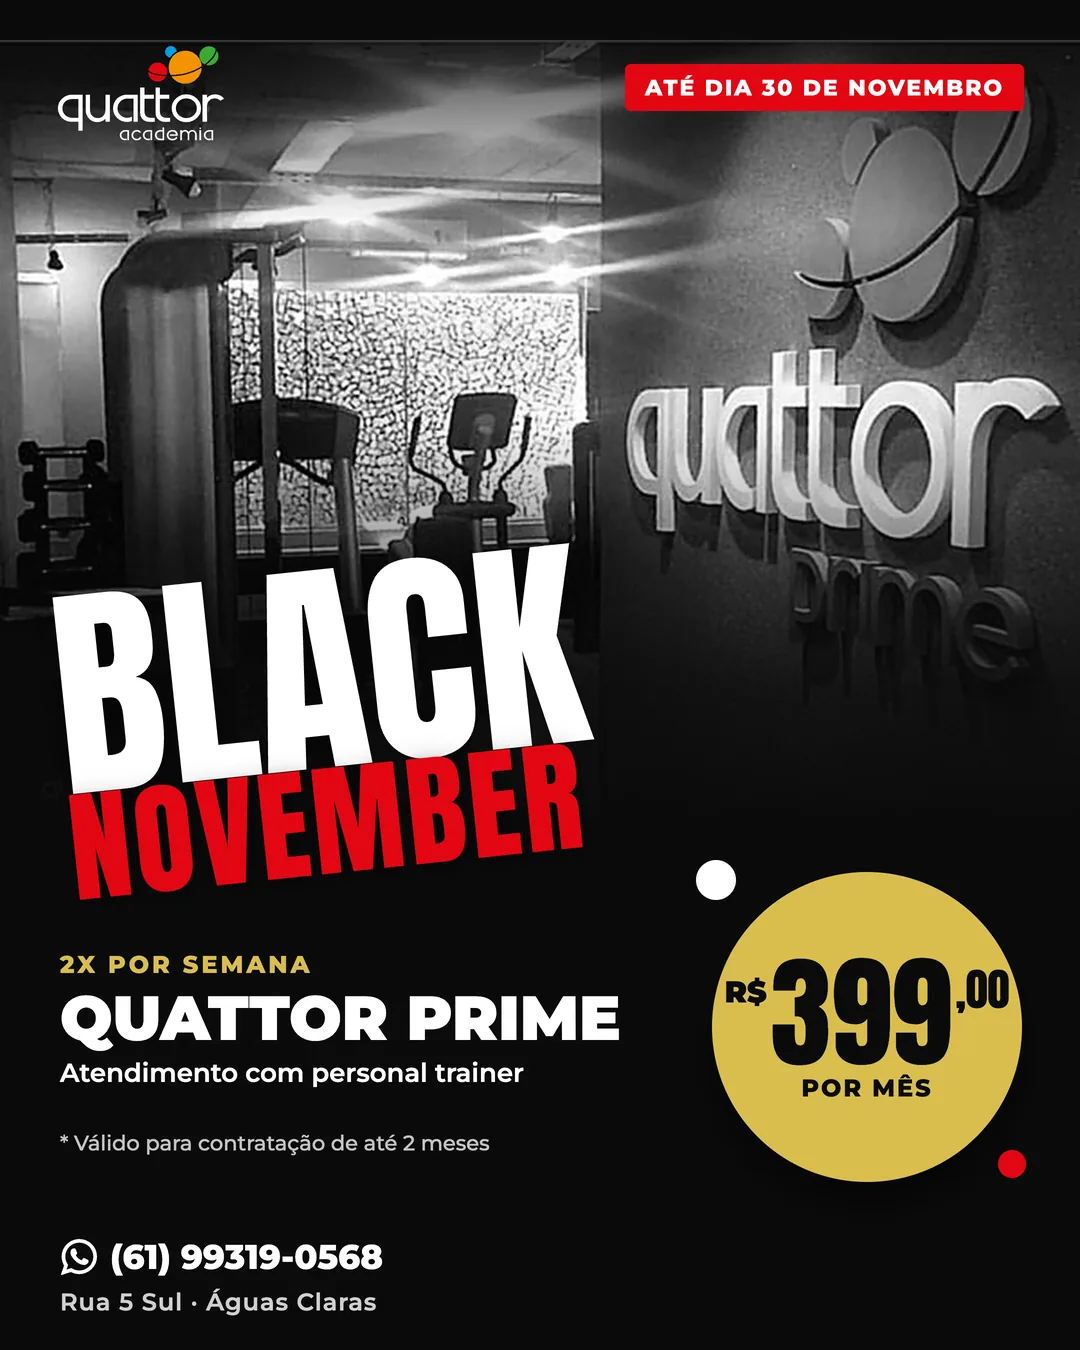 quattor
academia
ATÉ DIA 30 DE NOVEMBRO
quattor
prime
BLACK
NOVEMBER
2X POR SEMANA
QUATTOR PRIME
Atendimento com personal trainer
* Válido para contratação de até 2 meses
R$399,00
POR MÊS
(61) 99319-0568
Rua 5 Sul · Águas Claras